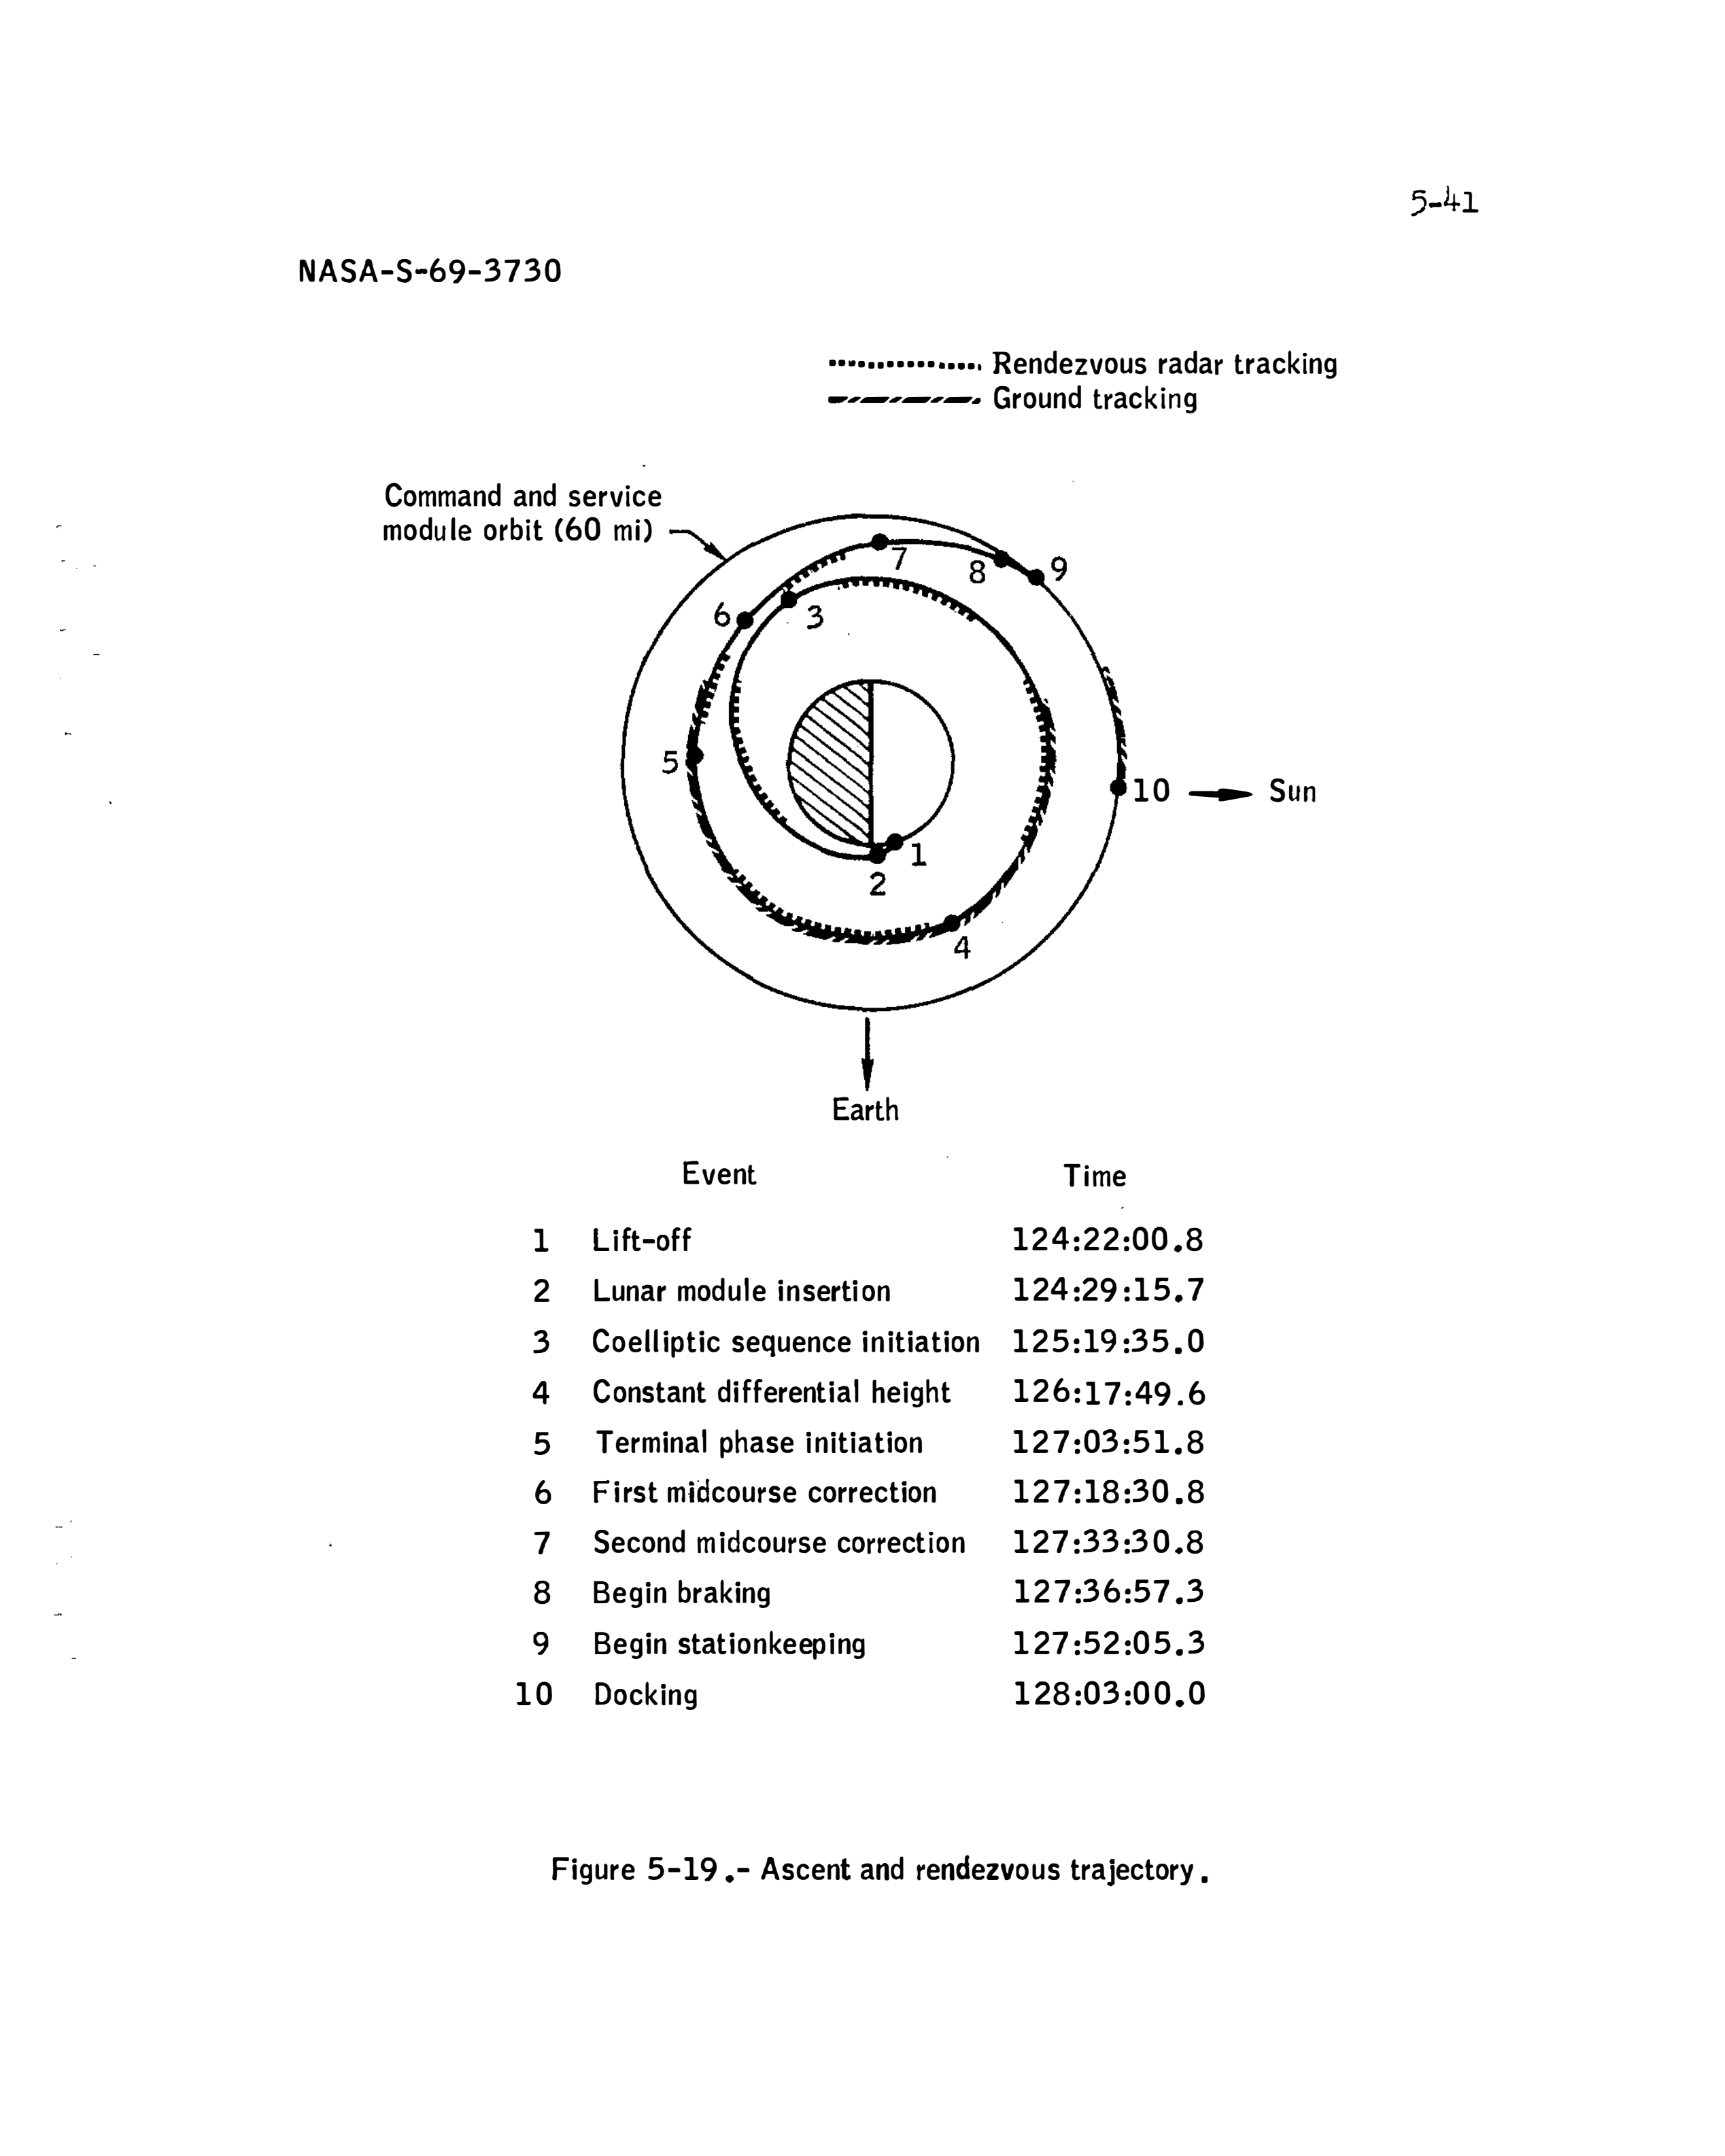 5-41
NASA-S-69-3730
Rendezvous radar tracking
Ground tracking
Command and service
module orbit (60 mi)
7
8
9
6
3
5
10
Sun
1
2
4
Earth
Event Time
1 Lift-off 124:22:00.8
2 Lunar module insertion 124:29:15.7
3 Coelliptic sequence initiation 125:19:35.0
4 Constant differential height 126:17:49.6
5 Terminal phase initiation 127:03:51.8
6 First midcourse correction 127:18:30.8
7 Second midcourse correction 127:33:30.8
8 Begin braking 127:36:57.3
9 Begin stationkeeping 127:52:05.3
10 Docking 128:03:00.0
Figure 5-19.- Ascent and rendezvous trajectory.